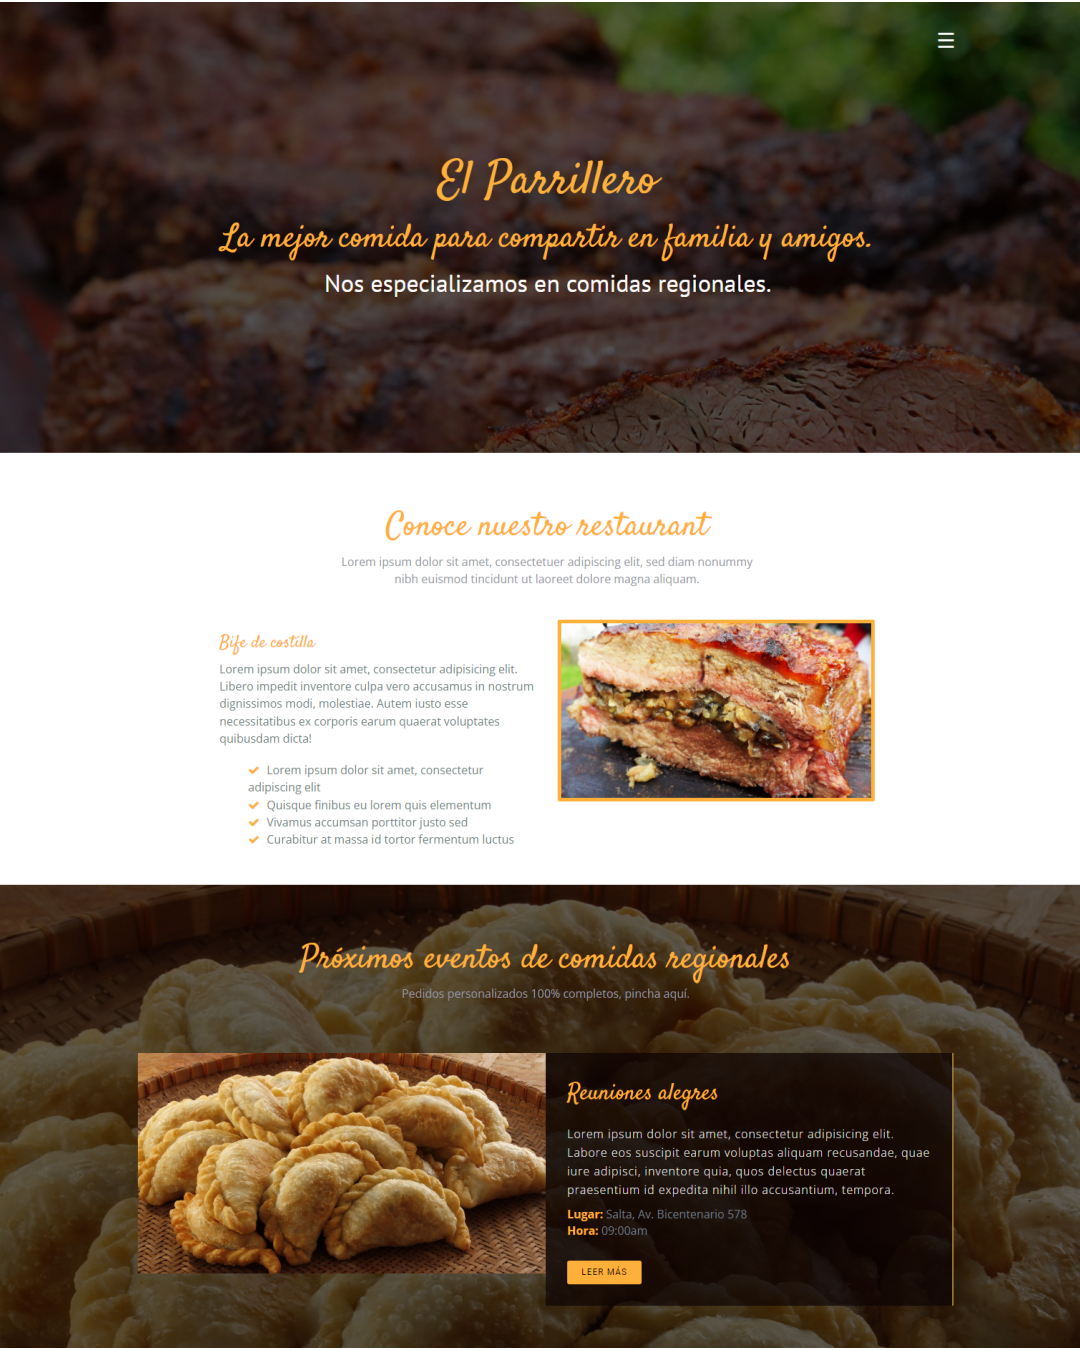 El Parrillero
La mejor comida para compartir en familia y amigos.
Nos especializamos en comidas regionales.
Conoce nuestro restaurant
Lorem ipsum dolor sit amet, consectetuer adipiscing elit, sed diam nonummy
nibh euismod tincidunt ut laoreet dolore magna aliquam.
Bife de costilla
Lorem ipsum dolor sit amet, consectetur adipisicing elit.
Libero impedit inventore culpa vero accusamus in nostrum
dignissimos modi, molestiae. Autem iusto esse
necessitatibus ex corporis earum quaerat voluptates
quibusdam dicta!
Lorem ipsum dolor sit amet, consectetur
adipiscing elit
Quisque finibus eu lorem quis elementum
Vivamus accumsan porttitor justo sed
Curabitur at massa id tortor fermentum luctus
Próximos eventos de comidas regionales
Pedidos personalizados 100% completos, pincha aquí.
Reuniones alegres
Lorem ipsum dolor sit amet, consectetur adipisicing elit.
Labore eos suscipit earum voluptas aliquam recusandae, quae
iure adipisci, inventore quia, quos delectus quaerat
praesentium id expedita nihil illo accusantium, tempora.
Lugar: Salta, Av. Bicentenario 578
Hora: 09:00am
LEER MÁS